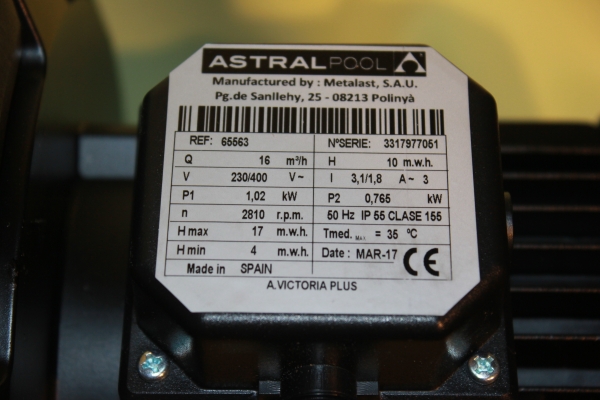 ASTRALPOOL
Manufactured by : Metalast, S.A.U.
Pg.de Sanllehy, 25 - 08213 Polinyà
REF: 65563 NºSERIE: 3317977051
Q 16 m³/h H 10 m.w.h.
V 230/400 V~ I 3,1/1,8 A~ 3
P1 1,02 kW P2 0,765 kW
n 2810 r.p.m. 50 Hz IP 55 CLASE 155
H max 17 m.w.h. Tmed. MAX. = 35 ºC
H min 4 m.w.h. Date : MAR-17 CE
Made in SPAIN
A.VICTORIA PLUS